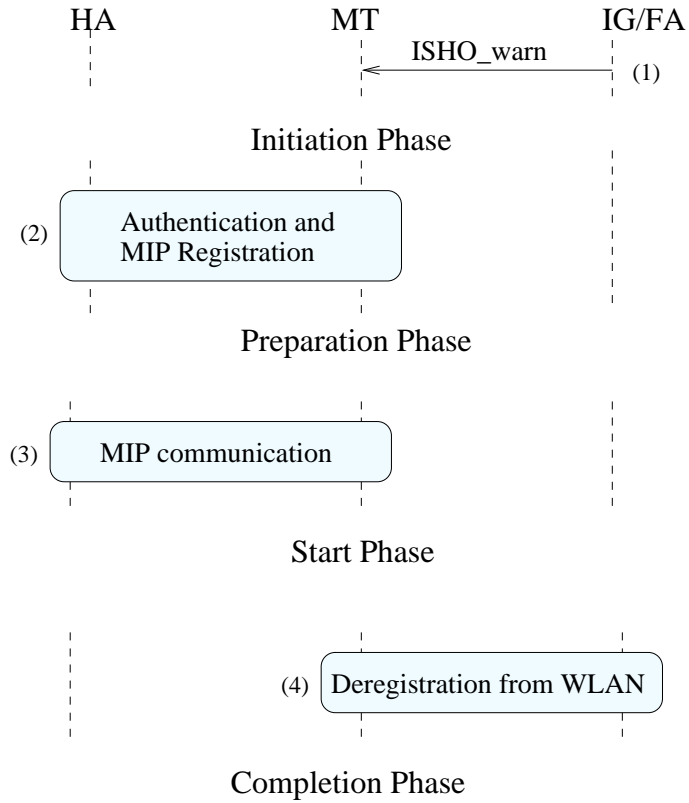 HA MT IG/FA
ISHO_warn
(1)
Initiation Phase
(2)
Authentication and
MIP Registration
Preparation Phase
(3)
MIP communication
Start Phase
(4)
Deregistration from WLAN
Completion Phase